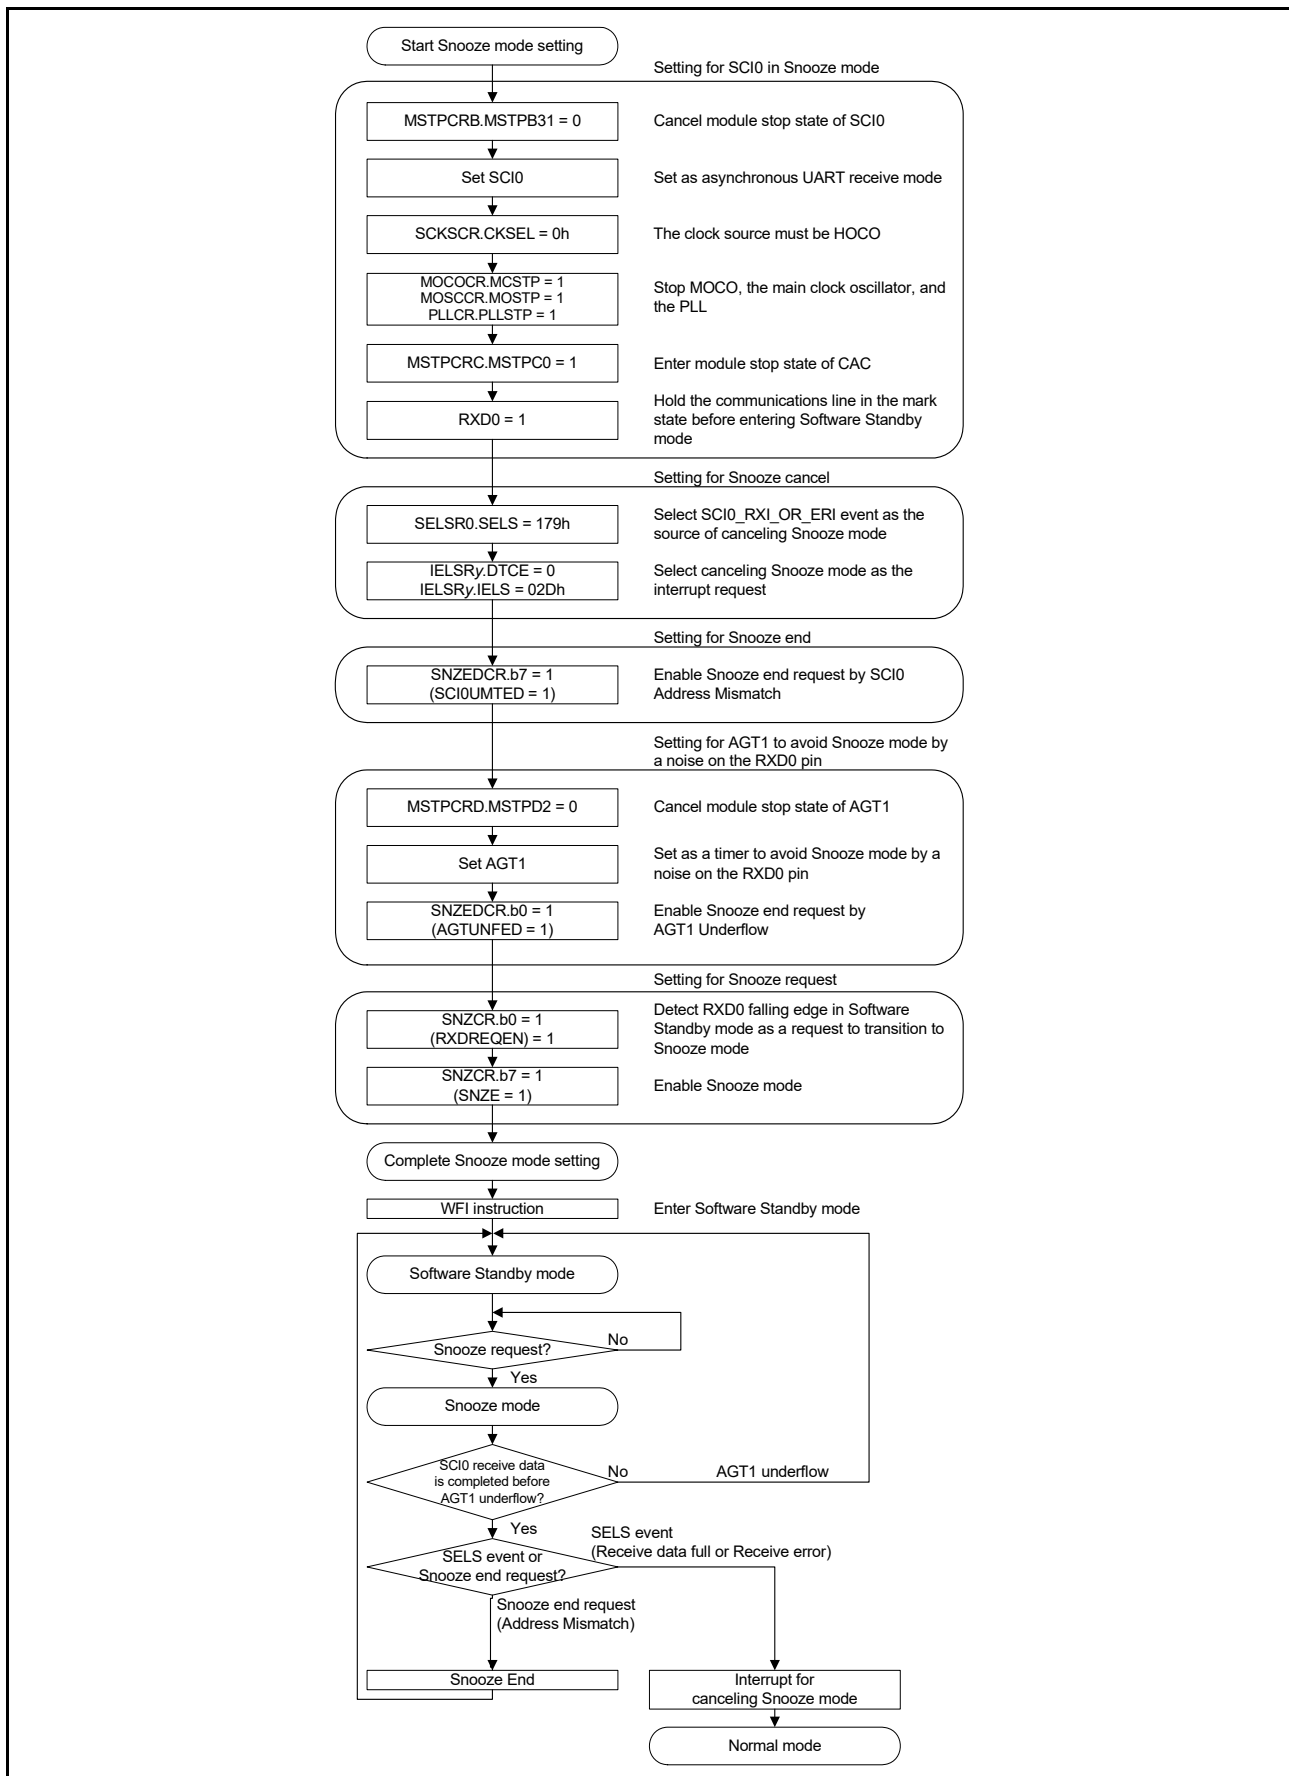 Start Snooze mode setting
Setting for SCI0 in Snooze mode
MSTPCRB.MSTPB31 = 0
Cancel module stop state of SCI0
Set SCI0
Set as asynchronous UART receive mode
SCKSCR.CKSEL = 0h
The clock source must be HOCO
MOCOCR.MCSTP = 1
MOSCCR.MOSTP = 1
PLLCR.PLLSTP = 1
Stop MOCO, the main clock oscillator, and
the PLL
MSTPCRC.MSTPC0 = 1
Enter module stop state of CAC
RXD0 = 1
Hold the communications line in the mark
state before entering Software Standby
mode
Setting for Snooze cancel
SELSR0.SELS = 179h
Select SCI0_RXI_OR_ERI event as the
source of canceling Snooze mode
IELSRy.DTCE = 0
IELSRy.IELS = 02Dh
Select canceling Snooze mode as the
interrupt request
Setting for Snooze end
SNZEDCR.b7 = 1
(SCI0UMTED = 1)
Enable Snooze end request by SCI0
Address Mismatch
Setting for AGT1 to avoid Snooze mode by
a noise on the RXD0 pin
MSTPCRD.MSTPD2 = 0
Cancel module stop state of AGT1
Set AGT1
Set as a timer to avoid Snooze mode by a
noise on the RXD0 pin
SNZEDCR.b0 = 1
(AGTUNFED = 1)
Enable Snooze end request by
AGT1 Underflow
Setting for Snooze request
SNZCR.b0 = 1
(RXDREQEN) = 1
Detect RXD0 falling edge in Software
Standby mode as a request to transition to
Snooze mode
SNZCR.b7 = 1
(SNZE = 1)
Enable Snooze mode
Complete Snooze mode setting
WFI instruction
Enter Software Standby mode
Software Standby mode
Snooze request?
No
Yes
Snooze mode
SCI0 receive data
is completed before
AGT1 underflow?
No
AGT1 underflow
Yes
SELS event
(Receive data full or Receive error)
SELS event or
Snooze end request?
Snooze end request
(Address Mismatch)
Snooze End
Interrupt for
canceling Snooze mode
Normal mode